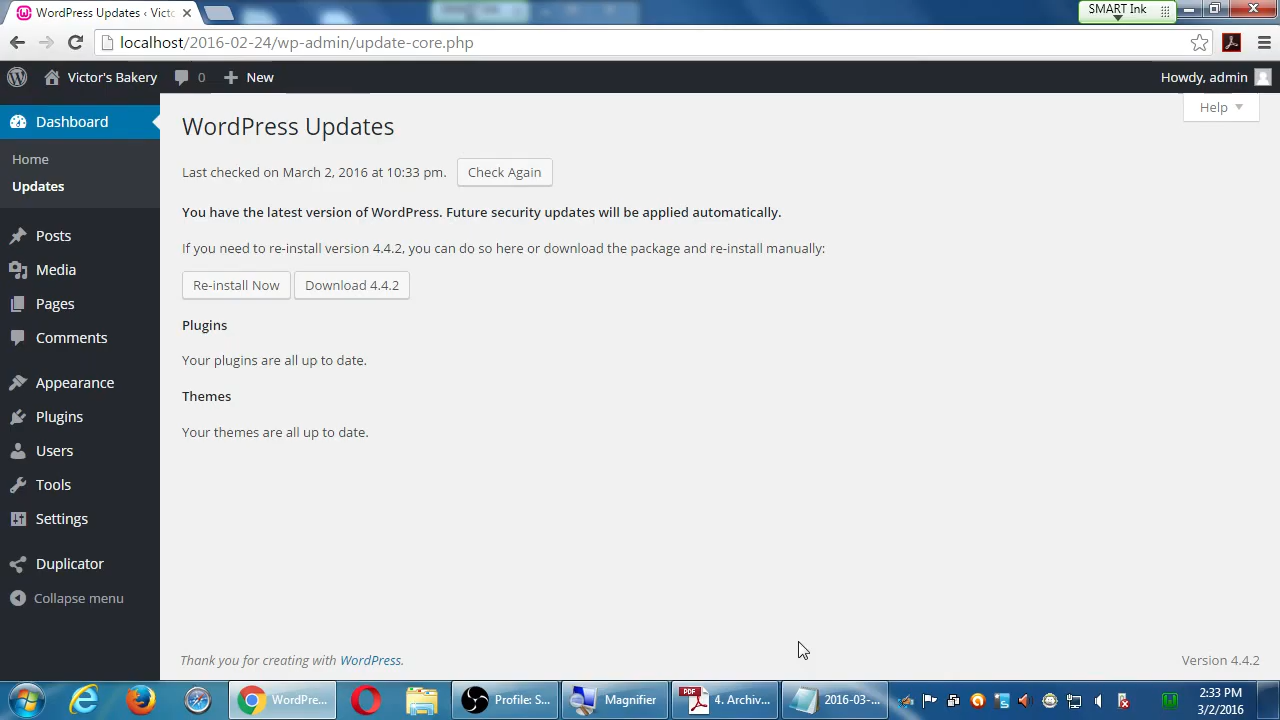 WordPress Updates ‹ Victo
SMART Ink
localhost/2016-02-24/wp-admin/update-core.php
Victor's Bakery 0 New Howdy, admin
Help
Dashboard
Home
Updates
Posts
Media
Pages
Comments
Appearance
Plugins
Users
Tools
Settings
Duplicator
Collapse menu
WordPress Updates
Last checked on March 2, 2016 at 10:33 pm. Check Again
You have the latest version of WordPress. Future security updates will be applied automatically.
If you need to re-install version 4.4.2, you can do so here or download the package and re-install manually:
Re-install Now Download 4.4.2
Plugins
Your plugins are all up to date.
Themes
Your themes are all up to date.
Thank you for creating with WordPress. Version 4.4.2
WordPre... Profile: S... Magnifier 4. Archiv... 2016-03-...
2:33 PM
3/2/2016